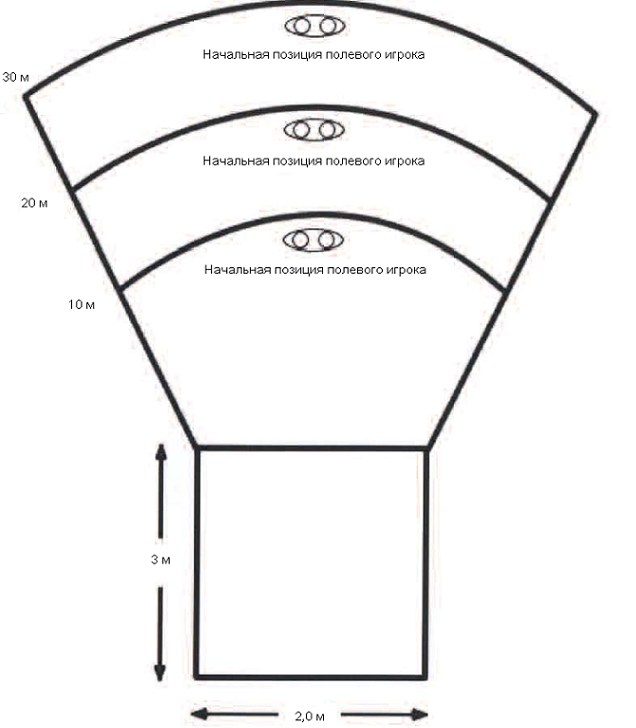 Начальная позиция полевого игрока
30 м
Начальная позиция полевого игрока
20 м
Начальная позиция полевого игрока
10 м
3 м
2,0 м